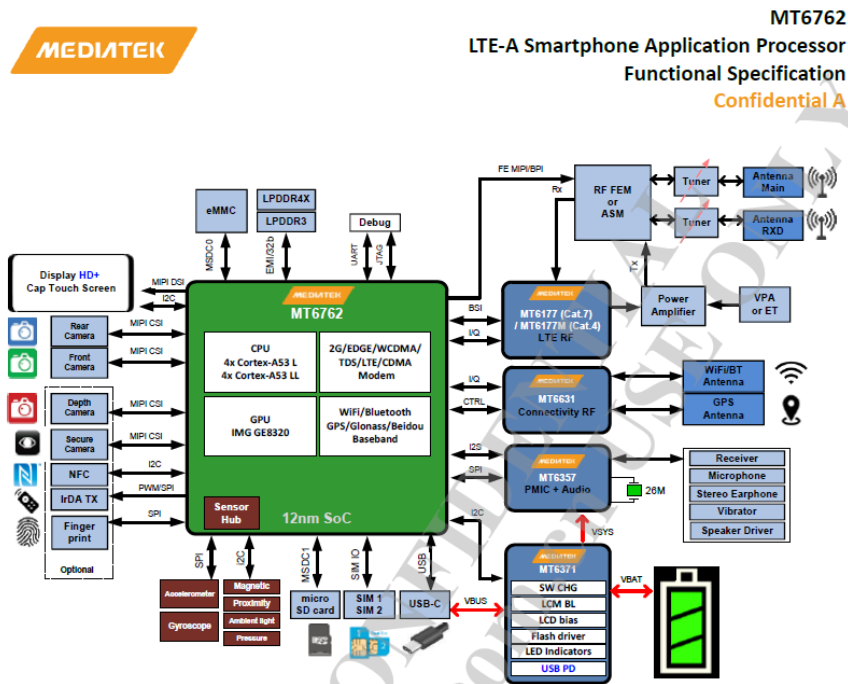 MEDIATEK
MT6762
LTE-A Smartphone Application Processor
Functional Specification
Confidential A
FE MIPI/BPI
Rx
RF FEM
or
ASM
Tuner
Antenna
Main
Tuner
Antenna
RXD
eMMC
LPDDR4X
LPDDR3
Debug
MSDC0
EMI/32b
UART
JTAG
Tx
Display HD+
Cap Touch Screen
MIPI DSI
I2C
MEDIATEK
MT6762
BSI
I/Q
MEDIATEK
MT6177 (Cat.7)
/ MT6177M (Cat.4)
LTE RF
Power
Amplifier
VPA
or ET
Rear
Camera
MIPI CSI
Front
Camera
MIPI CSI
CPU
4x Cortex-A53 L
4x Cortex-A53 LL
2G/EDGE/WCDMA/
TDS/LTE/CDMA
Modem
I/Q
CTRL
MEDIATEK
MT6631
Connectivity RF
WiFi/BT
Antenna
GPS
Antenna
Depth
Camera
MIPI CSI
Secure
Camera
MIPI CSI
GPU
IMG GE8320
WiFi/Bluetooth
GPS/Glonass/Beidou
Baseband
NFC
I2C
IrDA TX
PWM/SPI
Finger
print
SPI
Optional
I2S
SPI
MEDIATEK
MT6357
PMIC + Audio
26M
Receiver
Microphone
Stereo Earphone
Vibrator
Speaker Driver
Sensor
Hub
12nm SoC
I2C
VSYS
SPI
I2C
MSDC1
SIM IO
USB
Accelerometer
Gyroscope
Magnetic
Proximity
Ambient light
Pressure
micro
SD card
SIM 1
SIM 2
USB-C
VBUS
MEDIATEK
MT6371
SW CHG
LCM BL
LCD bias
Flash driver
LED Indicators
USB PD
VBAT